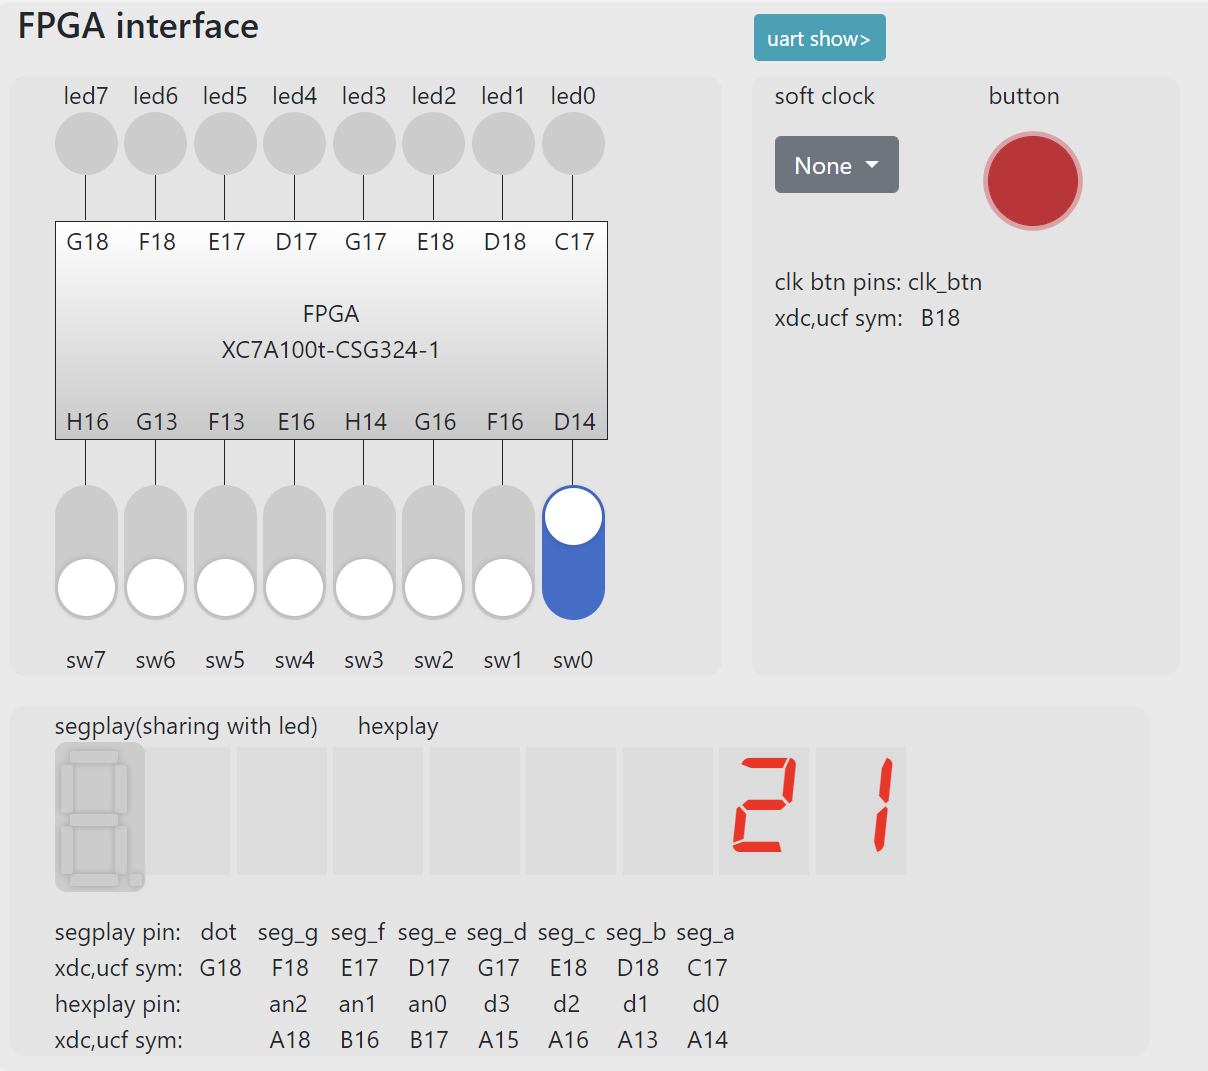 FPGA interface
uart show>
led7 led6 led5 led4 led3 led2 led1 led0
soft clock button
None
G18 F18 E17 D17 G17 E18 D18 C17
clk btn pins: clk_btn
FPGA
xdc,ucf sym: B18
XC7A100t-CSG324-1
H16 G13 F13 E16 H14 G16 F16 D14
sw7 sw6 sw5 sw4 sw3 sw2 sw1 sw0
segplay(sharing with led) hexplay
2 1
segplay pin: dot seg_g seg_f seg_e seg_d seg_c seg_b seg_a
xdc,ucf sym: G18 F18 E17 D17 G17 E18 D18 C17
hexplay pin: an2 an1 an0 d3 d2 d1 d0
xdc,ucf sym: A18 B16 B17 A15 A16 A13 A14